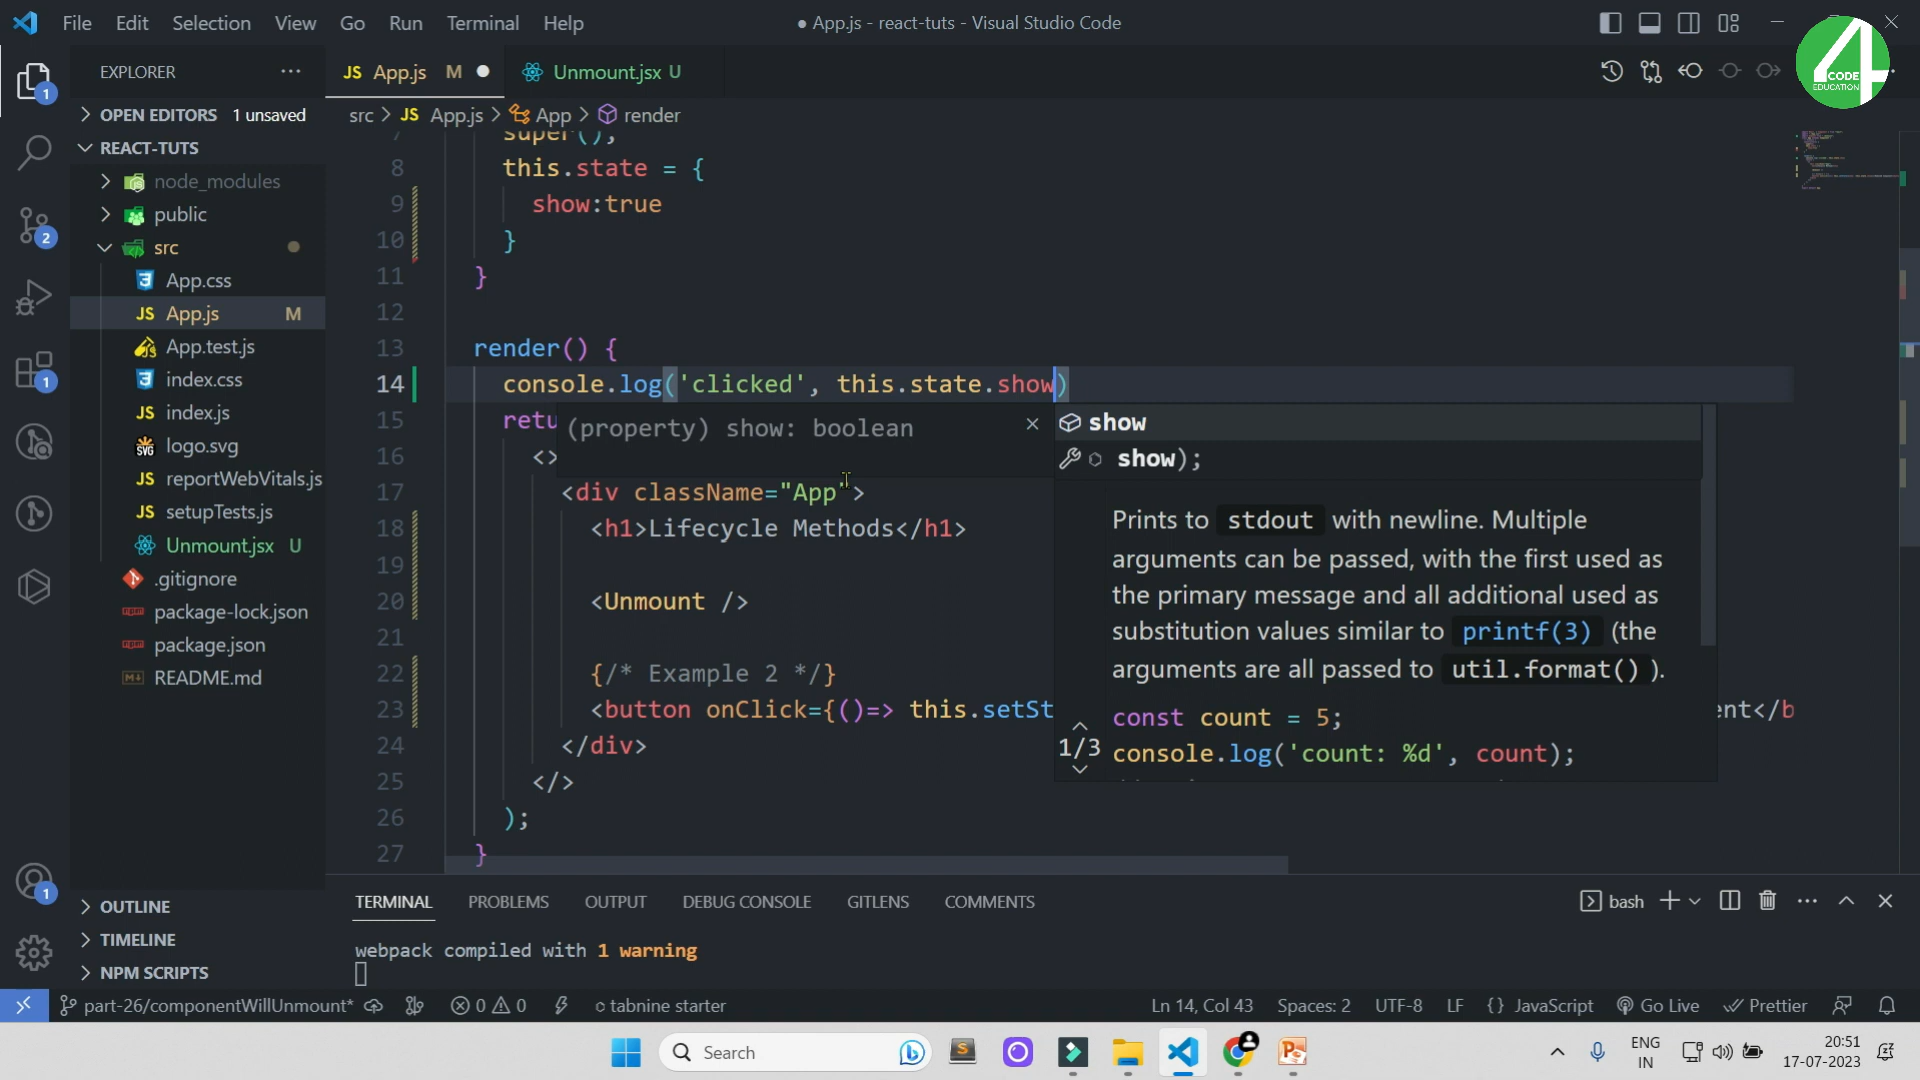 File Edit Selection View Go Run Terminal Help
● App.js - react-tuts - Visual Studio Code
4 CODE EDUCATION
EXPLORER
JS App.js M
Unmount.jsx U
OPEN EDITORS 1 unsaved
src > JS App.js > App > render
REACT-TUTS
node_modules
public
src
App.css
JS App.js M
App.test.js
index.css
JS index.js
logo.svg
JS reportWebVitals.js
JS setupTests.js
Unmount.jsx U
.gitignore
package-lock.json
package.json
README.md
OUTLINE
TIMELINE
NPM SCRIPTS
7 super();
8 this.state = {
9 show:true
10 }
11 }
12
13 render() {
14 console.log('clicked', this.state.show)
15 retu
16 <>
17 <div className="App">
18 <h1>Lifecycle Methods</h1>
19
20 <Unmount />
21
22 {/* Example 2 */}
23 <button onClick={()=> this.setSt
ent</b
24 </div>
25 </>
26 );
27 }
(property) show: boolean
show
show);
Prints to stdout with newline. Multiple
arguments can be passed, with the first used as
the primary message and all additional used as
substitution values similar to printf(3) (the
arguments are all passed to util.format() ).
const count = 5;
1/3
console.log('count: %d', count);
TERMINAL PROBLEMS OUTPUT DEBUG CONSOLE GITLENS COMMENTS
bash
webpack compiled with 1 warning
part-26/componentWillUnmount* 0 0 tabnine starter
Ln 14, Col 43 Spaces: 2 UTF-8 LF {} JavaScript Go Live Prettier
Search
ENG
IN
20:51
17-07-2023